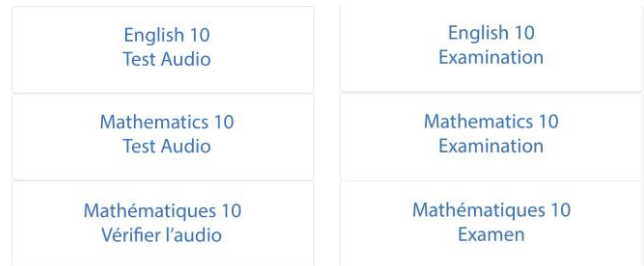 English 10
Test Audio
English 10
Examination
Mathematics 10
Test Audio
Mathematics 10
Examination
Mathématiques 10
Vérifier l'audio
Mathématiques 10
Examen